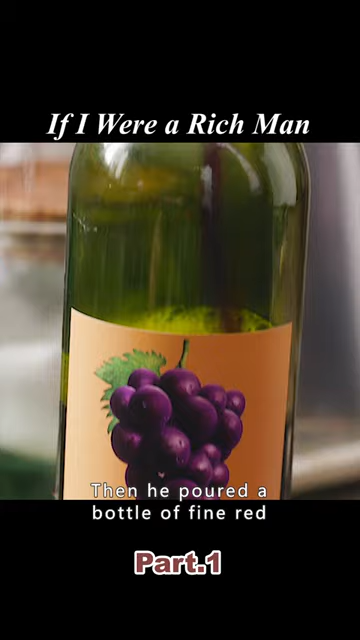 If I Were a Rich Man
Then he poured a
bottle of fine red
Part.1